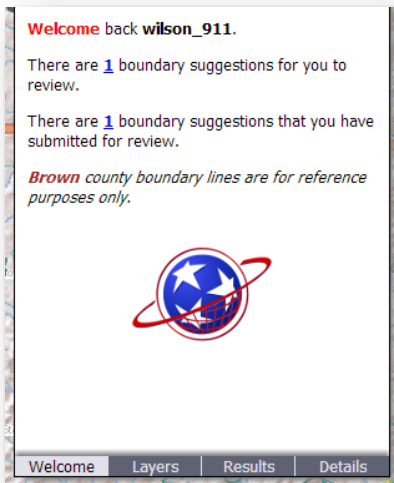 Welcome back wilson_911.
There are 1 boundary suggestions for you to
review.
There are 1 boundary suggestions that you have
submitted for review.
Brown county boundary lines are for reference
purposes only.
Welcome Layers Results Details